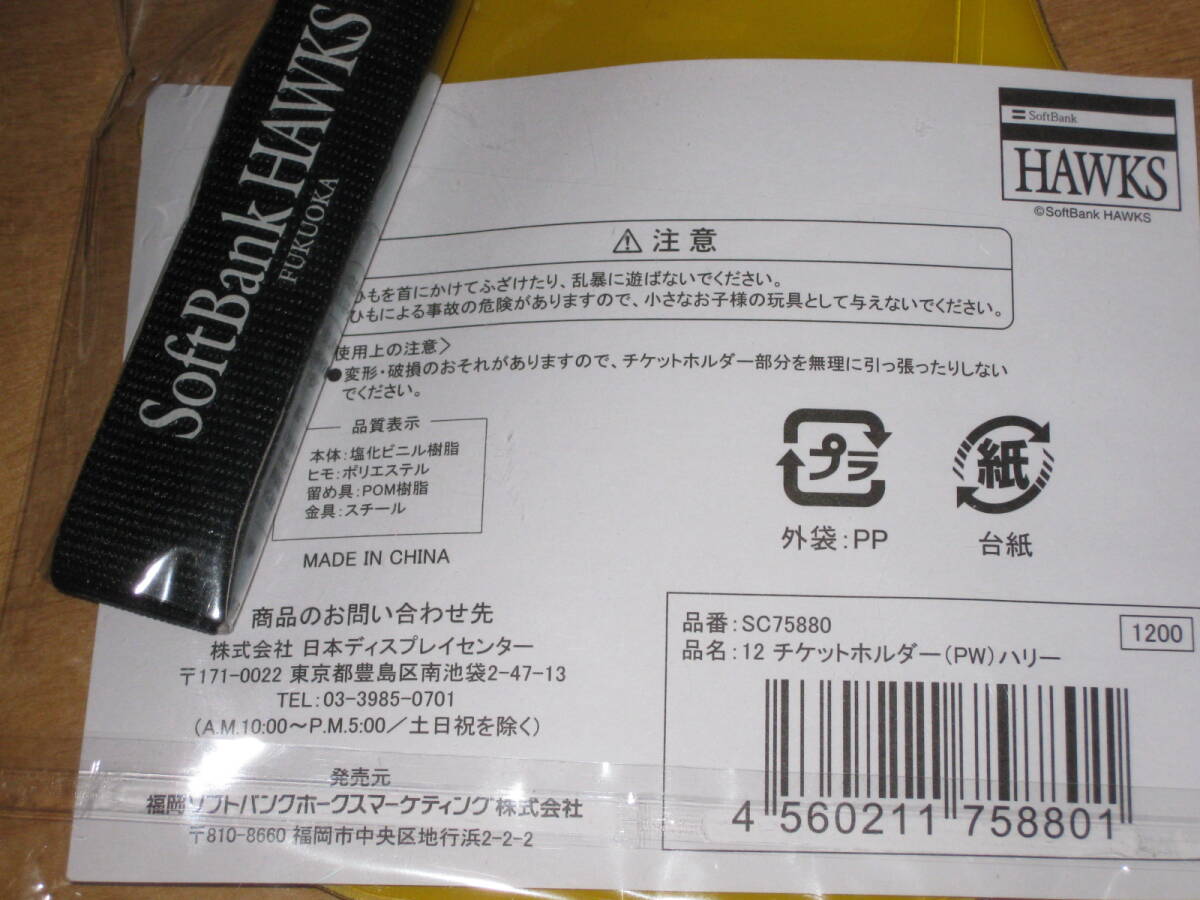 SoftBank HAWKS
FUKUOKA
SoftBank
HAWKS
©SoftBank HAWKS
⚠ 注意
ひもを首にかけてふざけたり、乱暴に遊ばないでください。
ひもによる事故の危険がありますので、小さなお子様の玩具として与えないでください。
使用上の注意〉
●変形・破損のおそれがありますので、チケットホルダー部分を無理に引っ張ったりしない
でください。
品質表示
本体:塩化ビニル樹脂
ヒモ:ポリエステル
留め具:POM樹脂
金具:スチール
MADE IN CHINA
プラ
外袋:PP
紙
台紙
商品のお問い合わせ先
株式会社 日本ディスプレイセンター
〒171-0022 東京都豊島区南池袋2-47-13
TEL:03-3985-0701
(A.M.10:00~P.M.5:00/土日祝を除く)
発売元
福岡ソフトバンクホークスマーケティング株式会社
〒810-8660 福岡市中央区地行浜2-2-2
品番:SC75880
1200
品名:12 チケットホルダー(PW)ハリー
4 560211 758801